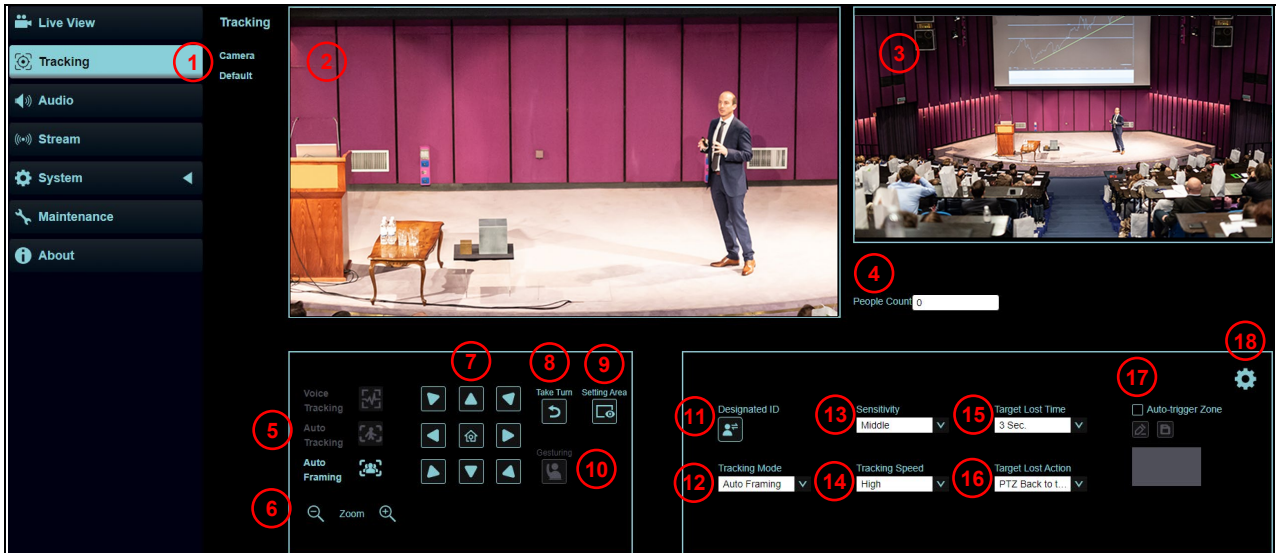 Live View
Tracking
Audio
Stream
System
Maintenance
About
Tracking
Camera
Default
1
2
3
4
People Count 0
5
6
7
8
9
10
Voice
Tracking
Auto
Tracking
Auto
Framing
Zoom
Take Turn
Setting Area
Gesturing
11
Designated ID
12
Tracking Mode
Auto Framing
13
Sensitivity
Middle
14
Tracking Speed
High
15
Target Lost Time
3 Sec.
16
Target Lost Action
PTZ Back to t...
17
Auto-trigger Zone
18